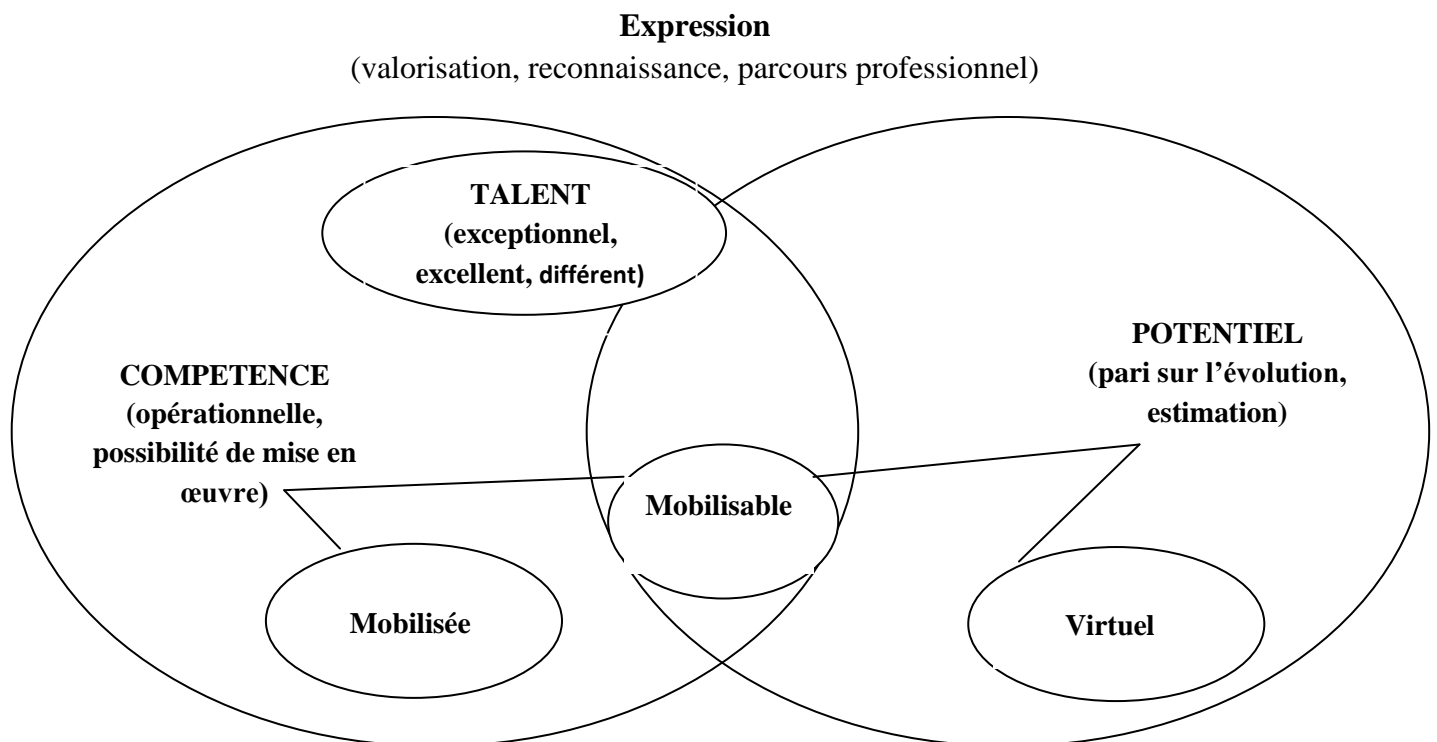 Expression
(valorisation, reconnaissance, parcours professionnel)
TALENT
(exceptionnel,
excellent, différent)
COMPETENCE
(opérationnelle,
possibilité de mise en
œuvre)
POTENTIEL
(pari sur l’évolution,
estimation)
Mobilisable
Mobilisée
Virtuel